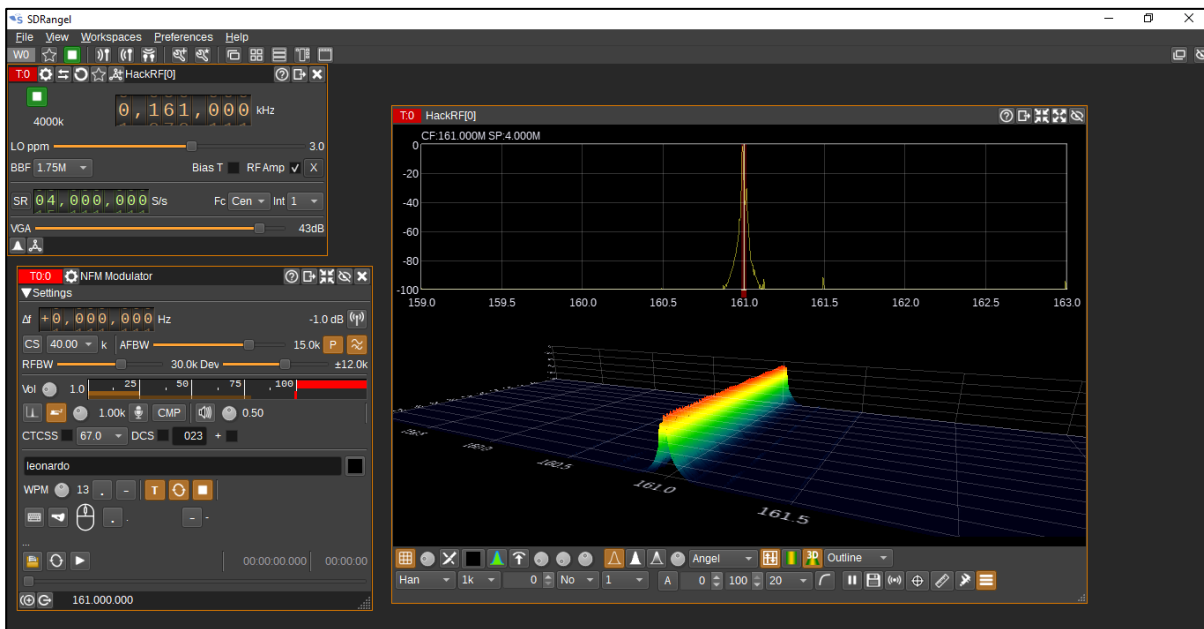 SDRangel
File View Workspaces Preferences Help
W0
T:0 HackRF[0]
0,161,000 kHz
4000k
LO ppm 3.0
BBF 1.75M Bias T RF Amp X
SR 04,000,000 S/s Fc Cen Int 1
VGA 43dB
T0:0 NFM Modulator
Settings
Δf +0,000,000 Hz -1.0 dB
CS 40.00 k AFBW 15.0k P
RFBW 30.0k Dev ±12.0k
Vol 1.0 25 50 75 100
1.00k CMP 0.50
CTCSS 67.0 DCS 023 +
leonardo
WPM 13 . - T
. . - -
...
00:00:00.000 00:00:00
161.000.000
T:0 HackRF[0]
CF:161.000M SP:4.000M
0
-20
-40
-60
-80
-100
159.0 159.5 160.0 160.5 161.0 161.5 162.0 162.5 163.0
160.0 160.5 161.0 161.5
Angel 3D Outline
Han 1k 0 No 1 A 0 100 20